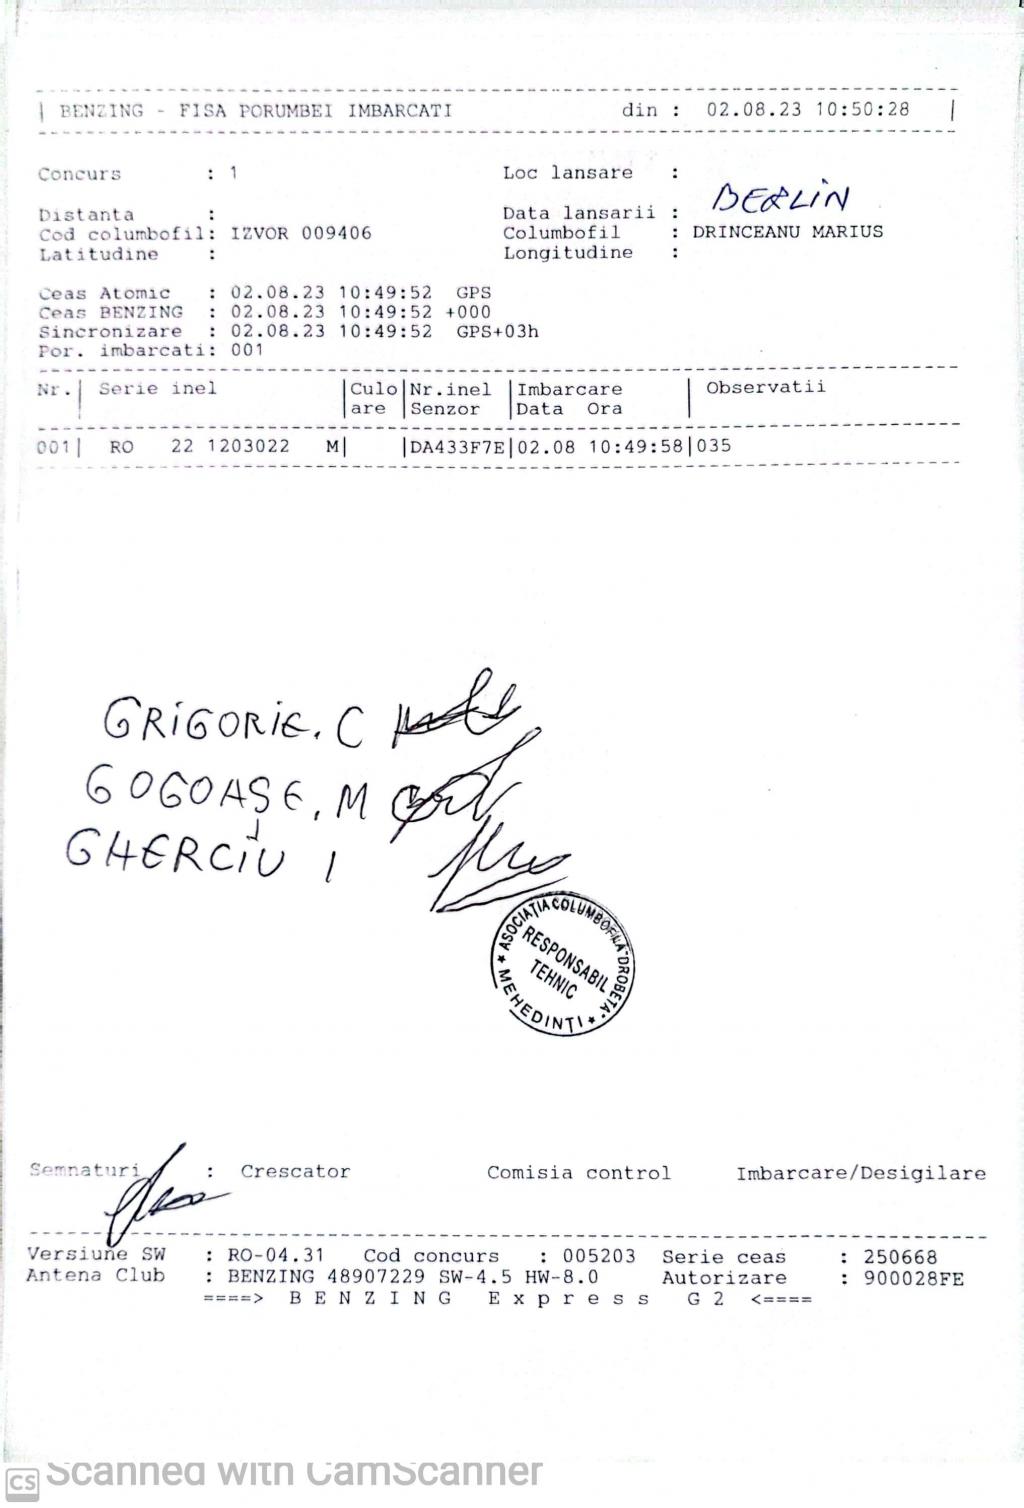 | BENZING - FISA PORUMBEI IMBARCATI din : 02.08.23 10:50:28 |
Concurs : 1 Loc lansare :
BERLIN
Distanta : Data lansarii :
Cod columbofil: IZVOR 009406 Columbofil : DRINCEANU MARIUS
Latitudine : Longitudine :
Ceas Atomic : 02.08.23 10:49:52 GPS
Ceas BENZING : 02.08.23 10:49:52 +000
Sincronizare : 02.08.23 10:49:52 GPS+03h
Por. imbarcati: 001
Nr.| Serie inel |Culo|Nr.inel |Imbarcare | Observatii
|are |Senzor |Data Ora |
001| RO 22 1203022 M| |DA433F7E|02.08 10:49:58|035
GRIGORIE. C
GOGOAȘE. M
GHERCIU I
ASOCIAȚIA COLUMBOFILĂ "DROBETA"
RESPONSABIL
TEHNIC
* MEHEDINȚI *
Semnaturi : Crescator Comisia control Imbarcare/Desigilare
Versiune SW : RO-04.31 Cod concurs : 005203 Serie ceas : 250668
Antena Club : BENZING 48907229 SW-4.5 HW-8.0 Autorizare : 900028FE
====> B E N Z I N G E x p r e s s G 2 <====
CS Scanned with CamScanner